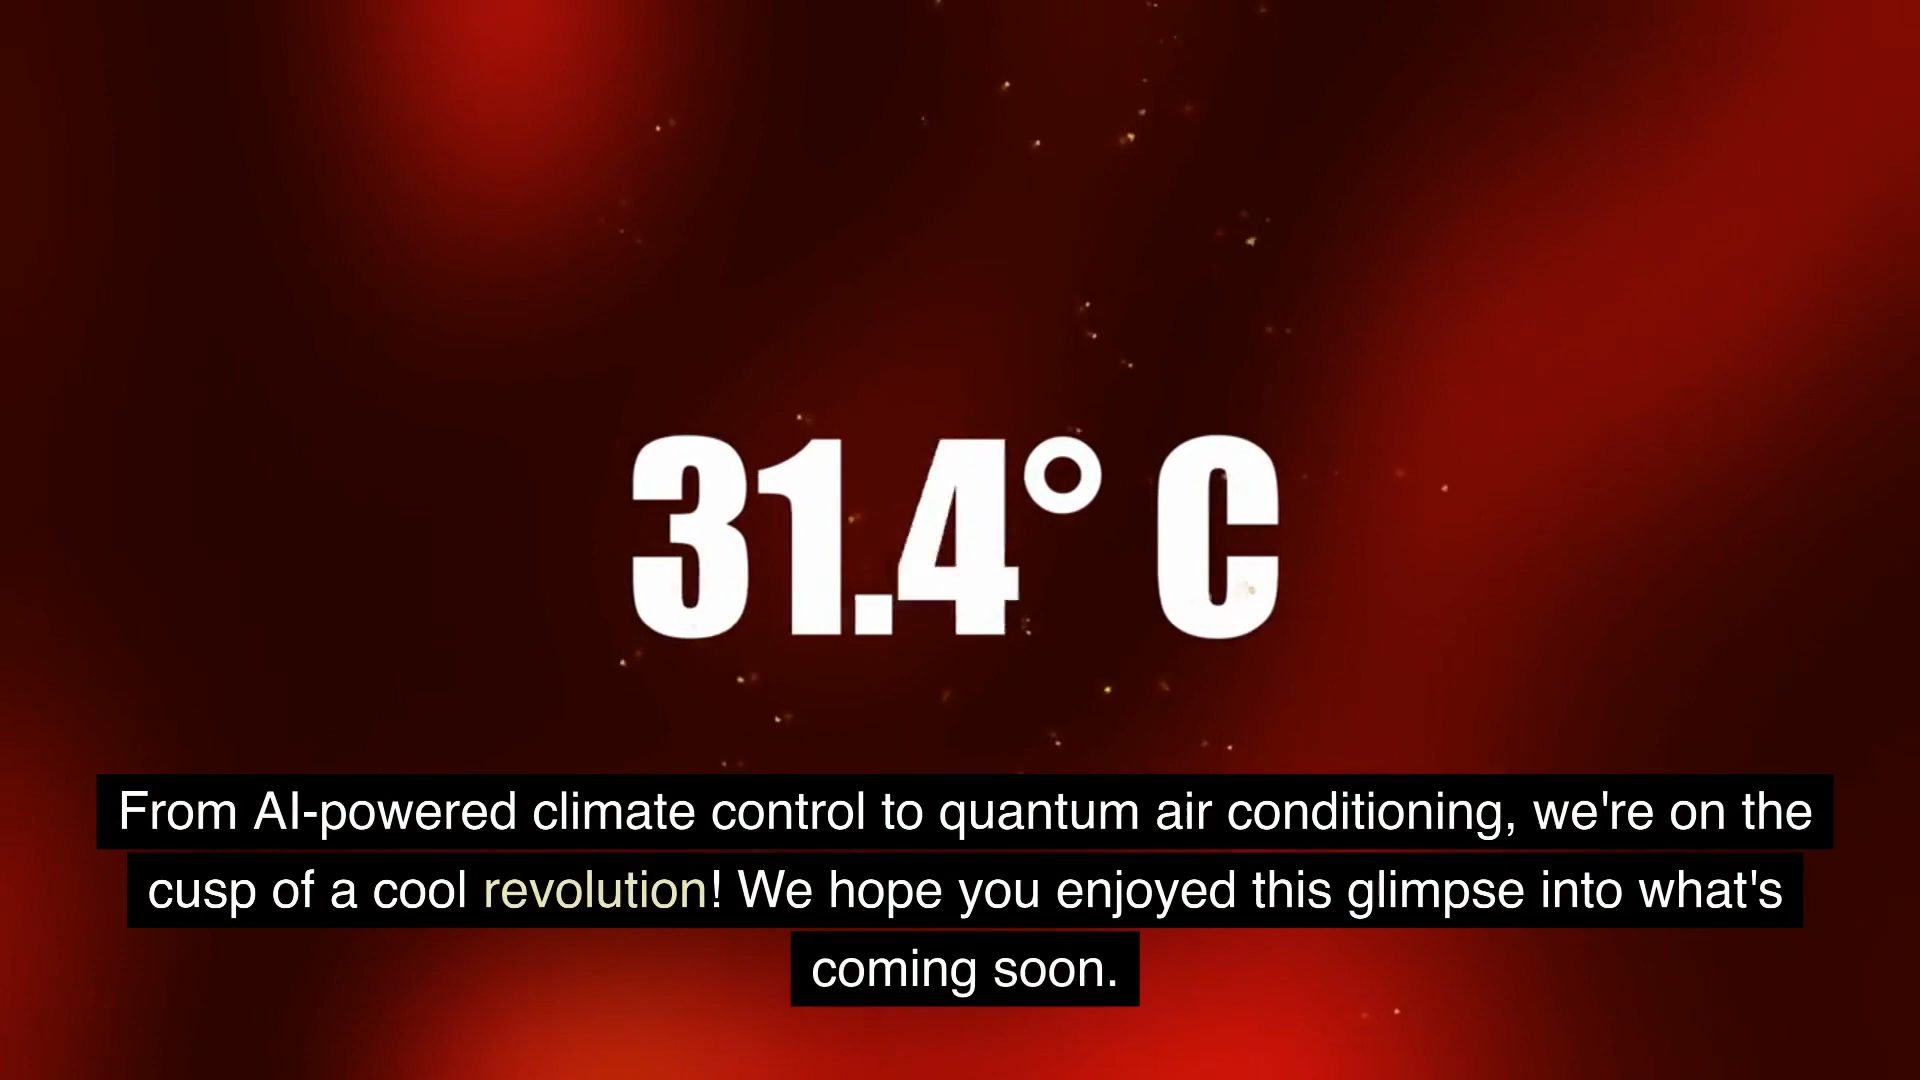 31.4° C
From AI-powered climate control to quantum air conditioning, we're on the
cusp of a cool revolution! We hope you enjoyed this glimpse into what's
coming soon.